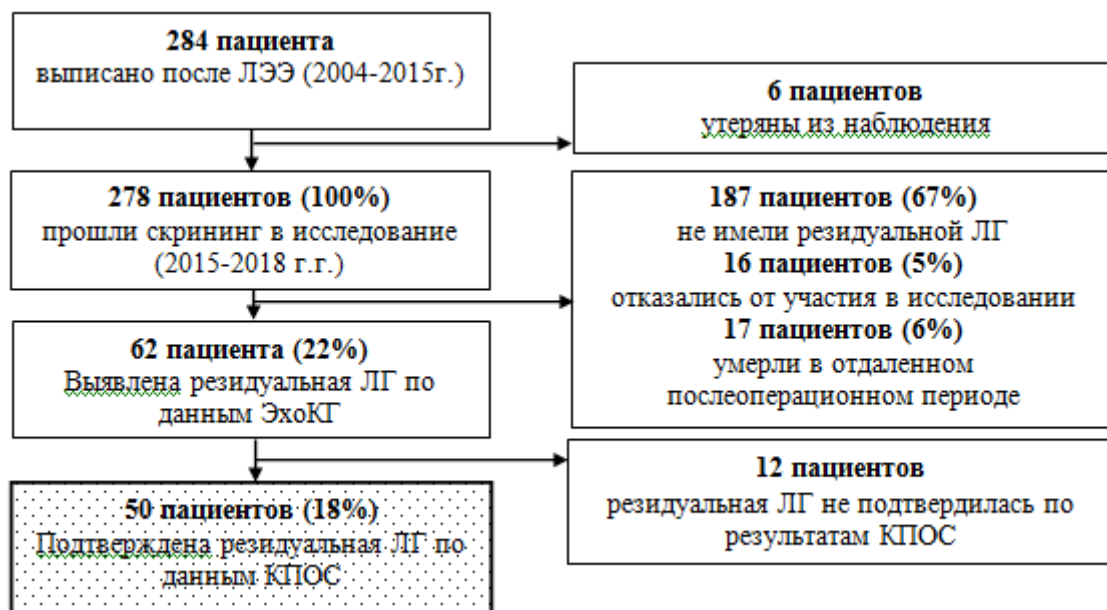 284 пациента
выписано после ЛЭЭ (2004-2015г.)
6 пациентов
утеряны из наблюдения
278 пациентов (100%)
прошли скрининг в исследование
(2015-2018 г.г.)
187 пациентов (67%)
не имели резидуальной ЛГ
16 пациентов (5%)
отказались от участия в исследовании
17 пациентов (6%)
умерли в отдаленном
послеоперационном периоде
62 пациента (22%)
Выявлена резидуальная ЛГ по
данным ЭхоКГ
12 пациентов
резидуальная ЛГ не подтвердилась по
результатам КПОС
50 пациентов (18%)
Подтверждена резидуальная ЛГ по
данным КПОС